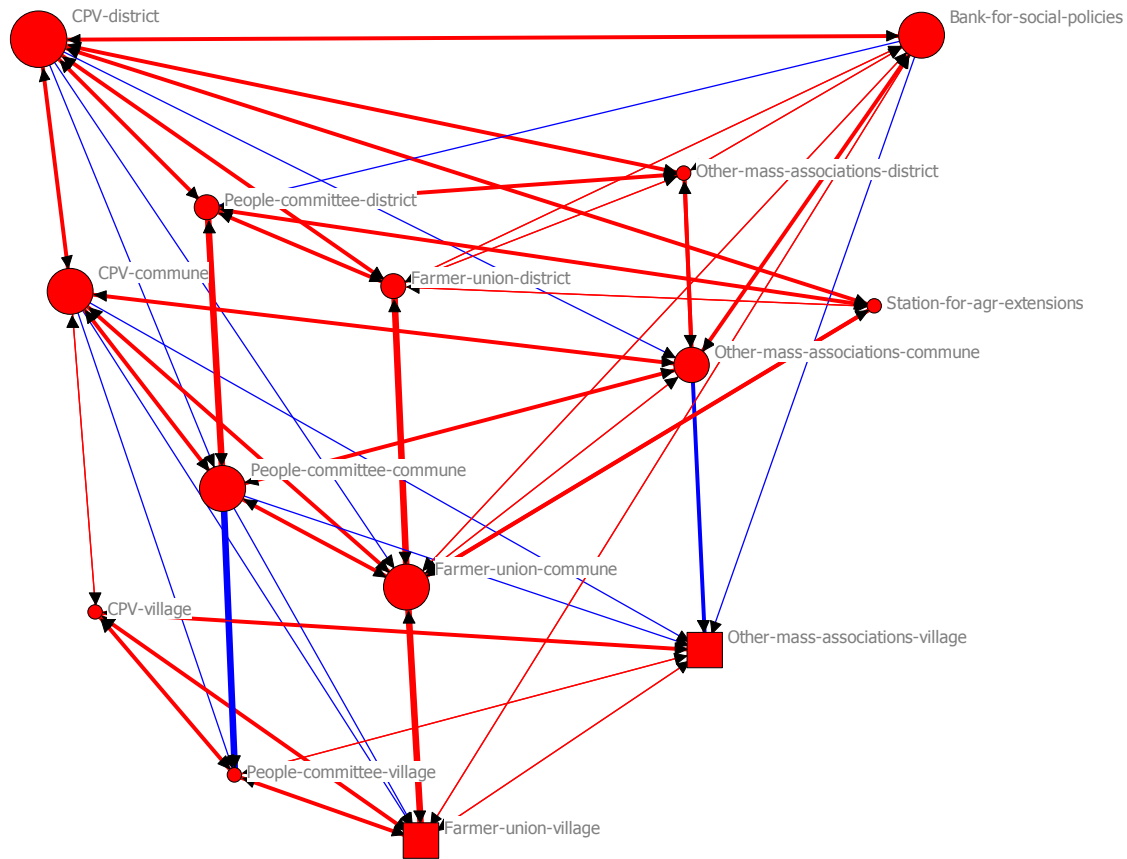 CPV-district
Bank-for-social-policies
Other-mass-associations-district
People-committee-district
CPV-commune
Farmer-union-district
Station-for-agr-extensions
Other-mass-associations-commune
People-committee-commune
Farmer-union-commune
CPV-village
Other-mass-associations-village
People-committee-village
Farmer-union-village